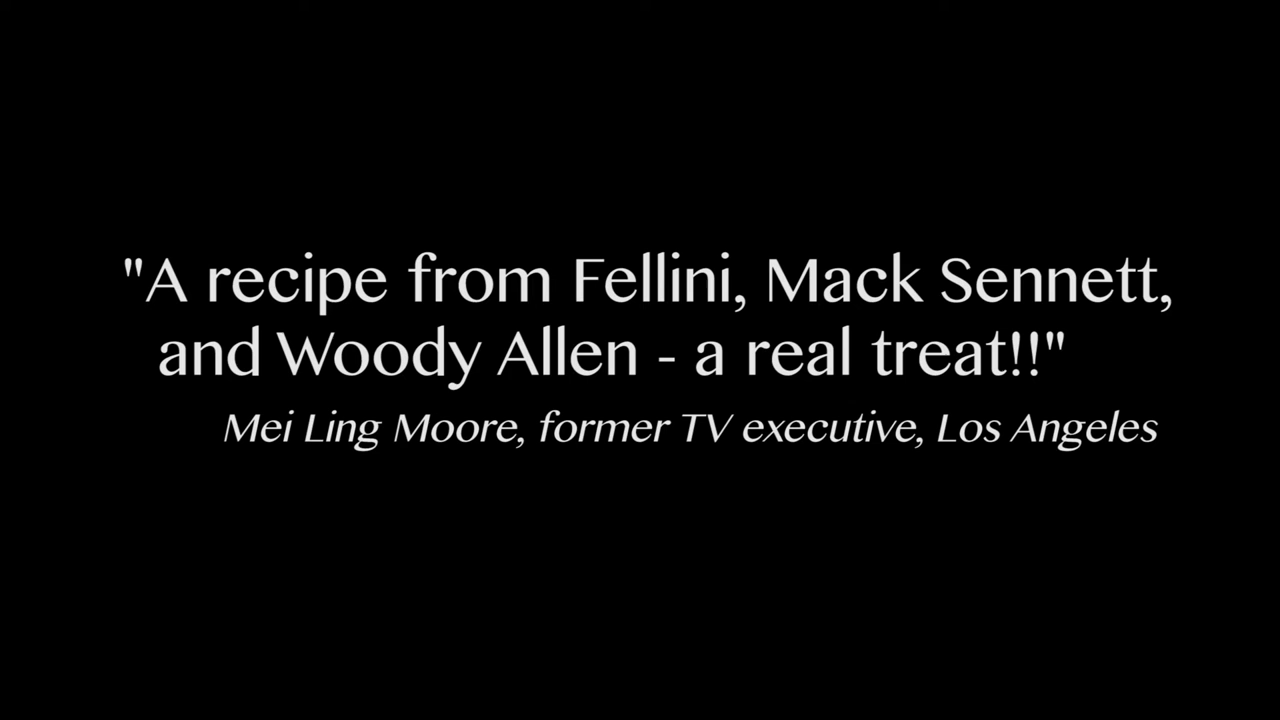 "A recipe from Fellini, Mack Sennett,
and Woody Allen - a real treat!!"
Mei Ling Moore, former TV executive, Los Angeles